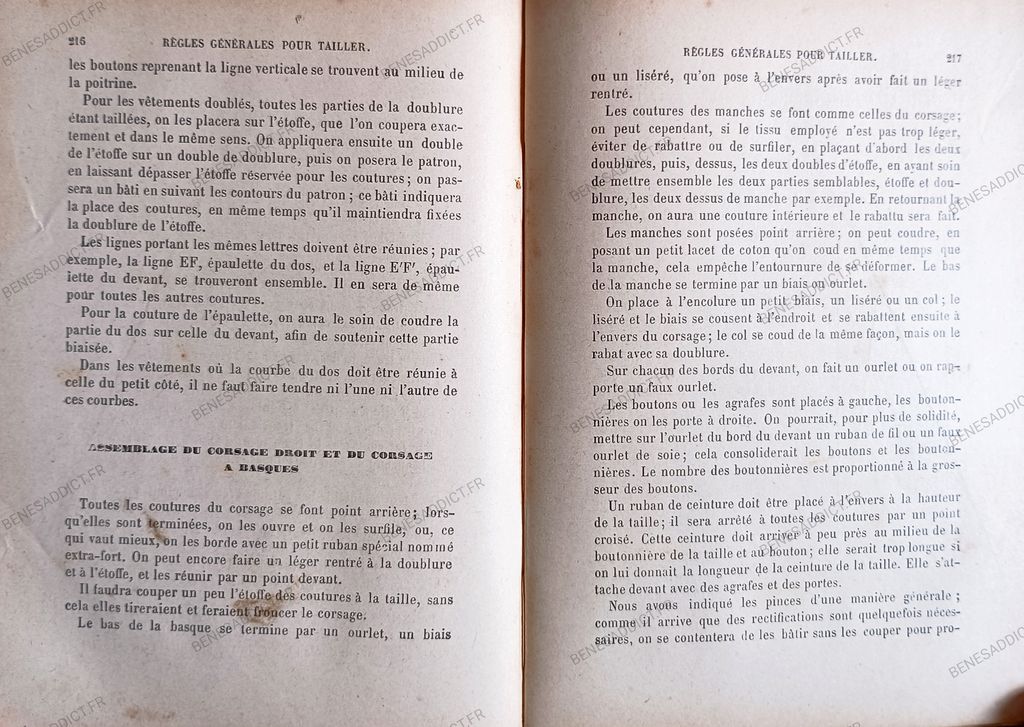 216 RÈGLES GÉNÉRALES POUR TAILLER.
les boutons reprenant la ligne verticale se trouvent au milieu de
la poitrine.
Pour les vêtements doublés, toutes les parties de la doublure
étant taillées, on les placera sur l'étoffe, que l'on coupera exac-
tement et dans le même sens. On appliquera ensuite un double
de l'étoffe sur un double de doublure, puis on posera le patron,
en laissant dépasser l'étoffe réservée pour les coutures; on pas-
sera un bâti en suivant les contours du patron; ce bâti indiquera
la place des coutures, en même temps qu'il maintiendra fixées
la doublure de l'étoffe.
Les lignes portant les mêmes lettres doivent être réunies; par
exemple, la ligne EF, épaulette du dos, et la ligne E'F', épau-
lette du devant, se trouveront ensemble. Il en sera de même
pour toutes les autres coutures.
Pour la couture de l'épaulette, on aura le soin de coudre la
partie du dos sur celle du devant, afin de soutenir cette partie
biaisée.
Dans les vêtements où la courbe du dos doit être réunie à
celle du petit côté, il ne faut faire tendre ni l'une ni l'autre de
ces courbes.
ASSEMBLAGE DU CORSAGE DROIT ET DU CORSAGE
A BASQUES
Toutes les coutures du corsage se font point arrière; lors-
qu'elles sont terminées, on les ouvre et on les surfile, ou, ce
qui vaut mieux, on les borde avec un petit ruban spécial nommé
extra-fort. On peut encore faire un léger rentré à la doublure
et à l'étoffe, et les réunir par un point devant.
Il faudra couper un peu l'étoffe des coutures à la taille, sans
cela elles tireraient et feraient froncer le corsage.
Le bas de la basque se termine par un ourlet, un biais
RÈGLES GÉNÉRALES POUR TAILLER. 217
ou un liséré, qu'on pose à l'envers après avoir fait un léger
rentré.
Les coutures des manches se font comme celles du corsage;
on peut cependant, si le tissu employé n'est pas trop léger,
éviter de rabattre ou de surfiler, en plaçant d'abord les deux
doublures, puis, dessus, les deux doubles d'étoffe, en ayant soin
de mettre ensemble les deux parties semblables, étoffe et dou-
blure, les deux dessus de manche par exemple. En retournant la
manche, on aura une couture intérieure et le rabattu sera fait.
Les manches sont posées point arrière; on peut coudre, en
posant un petit lacet de coton qu'on coud en même temps que
la manche, cela empêche l'entournure de se déformer. Le bas
de la manche se termine par un biais ou ourlet.
On place à l'encolure un petit biais, un liséré ou un col; le
liséré et le biais se cousent à l'endroit et se rabattent ensuite à
l'envers du corsage; le col se coud de la même façon, mais on le
rabat avec sa doublure.
Sur chacun des bords du devant, on fait un ourlet ou on rap-
porte un faux ourlet.
Les boutons ou les agrafes sont placés à gauche, les bouton-
nières on les porte à droite. On pourrait, pour plus de solidité,
mettre sur l'ourlet du bord du devant un ruban de fil ou un faux
ourlet de soie; cela consoliderait les boutons et les bouton-
nières. Le nombre des boutonnières est proportionné à la gros-
seur des boutons.
Un ruban de ceinture doit être placé à l'envers à la hauteur
de la taille; il sera arrêté à toutes les coutures par un point
croisé. Cette ceinture doit arriver à peu près au milieu de la
boutonnière de la taille et au bouton; elle serait trop longue si
on lui donnait la longueur de la ceinture de la taille. Elle s'at-
tache devant avec des agrafes et des portes.
Nous avons indiqué les pinces d'une manière générale;
comme il arrive que des rectifications sont quelquefois néces-
saires, on se contentera de les bâtir sans les couper pour pro-
BENESADDICT.FR